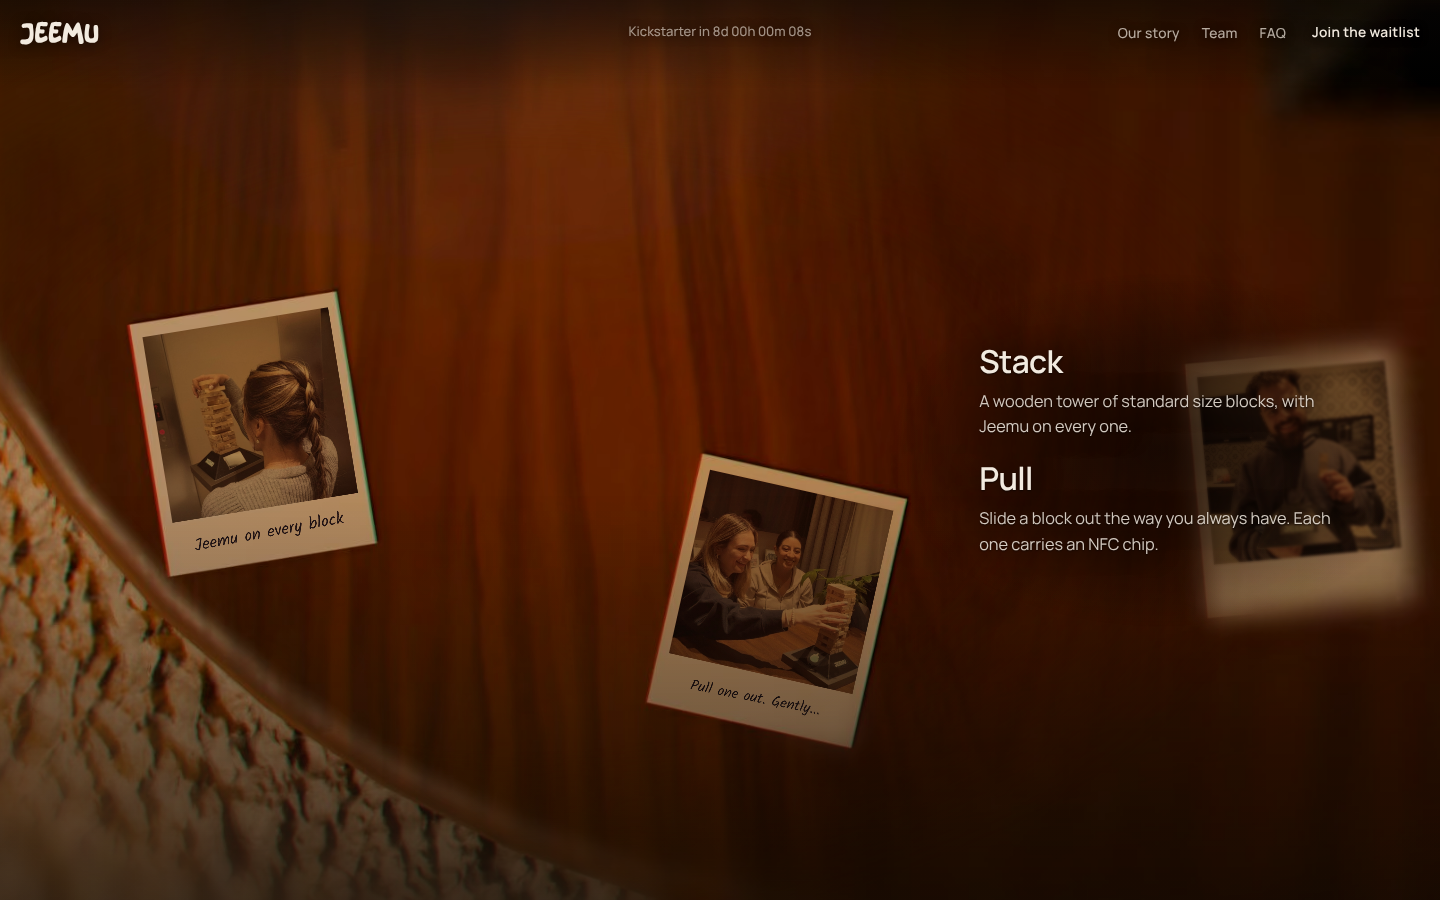 JEEMU
Kickstarter in 8d 00h 00m 08s
Our story
Team
FAQ
Join the waitlist
Jeemu on every block
Pull one out. Gently...
Stack
A wooden tower of standard size blocks, with
Jeemu on every one.
Pull
Slide a block out the way you always have. Each
one carries an NFC chip.